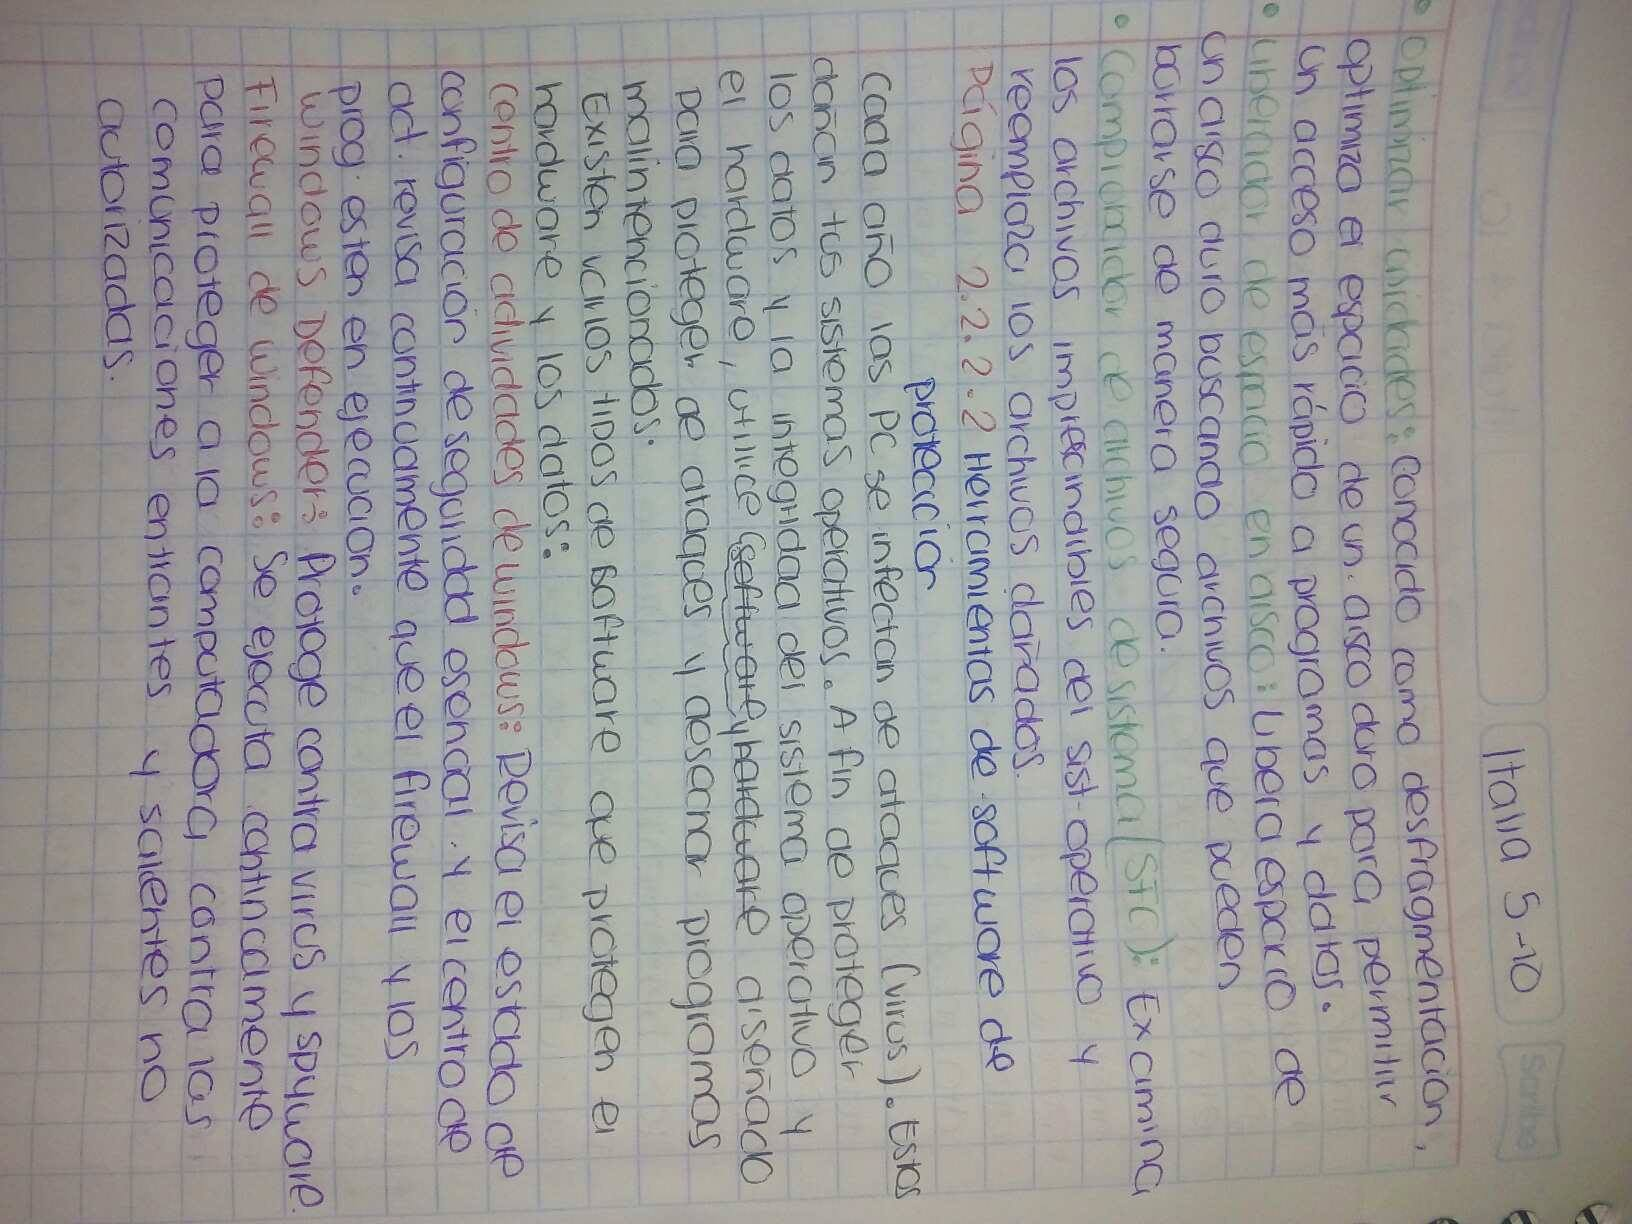 Italia 5-10
Scribe
• Optimizar unidades: Conocido como desfragmentacion,
optimiza el espacio de un disco duro para permitir
un acceso más rápido a programas y datos.
• Liberador de espacio en disco: Libera espacio de
un disco duro buscando archivos que pueden
borrarse de manera segura.
• Comprobador de archivos de sistema (SFC): Examina
los archivos imprescindibles del sist. operativo y
reemplaza los archivos dañados.
Página 2.2.2.2 Herramientas de software de
protección
Cada año las PC se infectan de ataques (virus). Estos
dañan tus sistemas operativos. A fin de proteger
los datos y la integridad del sistema operativo y
el hardware, utilice (software y hardware diseñado
para proteger de ataques y desechar programas
malintencionados.
Existen varios tipos de software que protegen el
hardware y los datos:
Centro de actividades de windows: Revisa el estado de
configuración de seguridad esencial. y el centro de
act. revisa continuamente que el firewall y los
prog. esten en ejecucion.
Windows Defender: Protege contra virus y spyware.
Firewall de windows: Se ejecuta continuamente
para proteger a la computadora contra las
comunicaciones entrantes y salientes no
autorizadas.